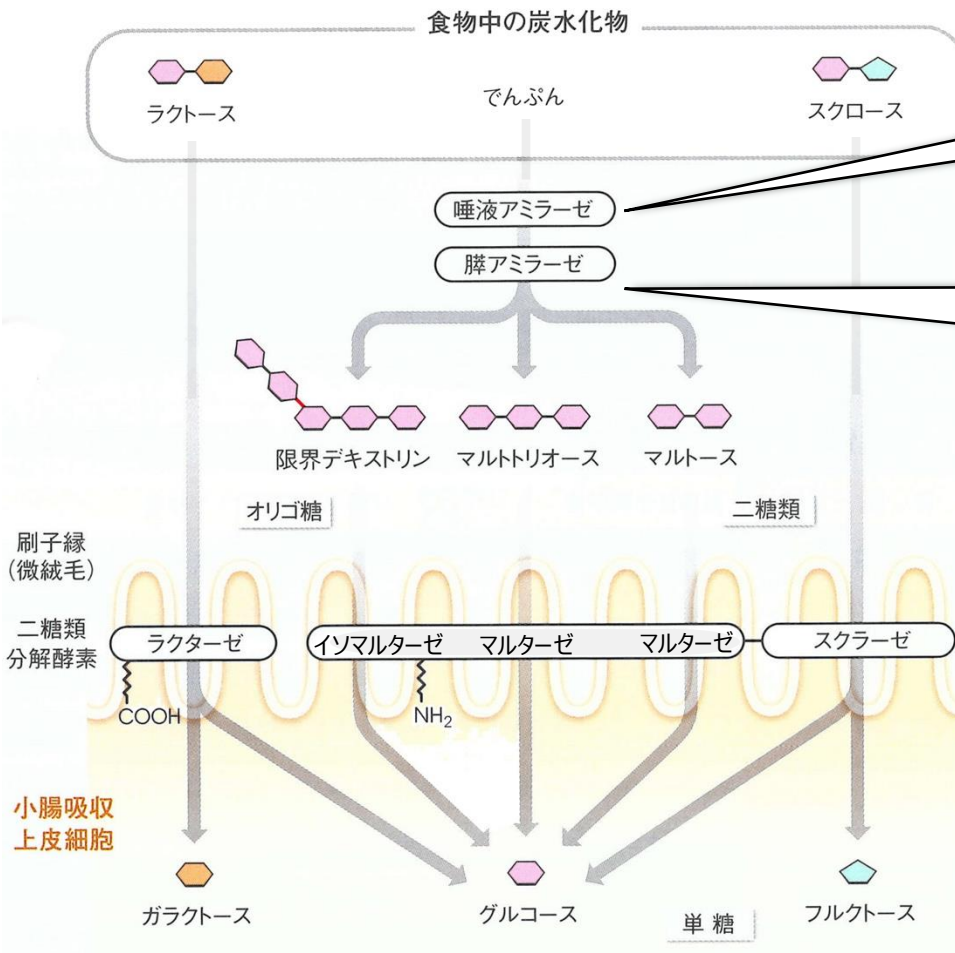 食物中の炭水化物
ラクトース
でんぷん
スクロース
唾液アミラーゼ
膵アミラーゼ
限界デキストリン
マルトトリオース
マルトース
オリゴ糖
二糖類
刷子縁
(微絨毛)
二糖類
分解酵素
ラクターゼ
イソマルターゼ
マルターゼ
マルターゼ
スクラーゼ
COOH
NH₂
小腸吸収
上皮細胞
ガラクトース
グルコース
単糖
フルクトース